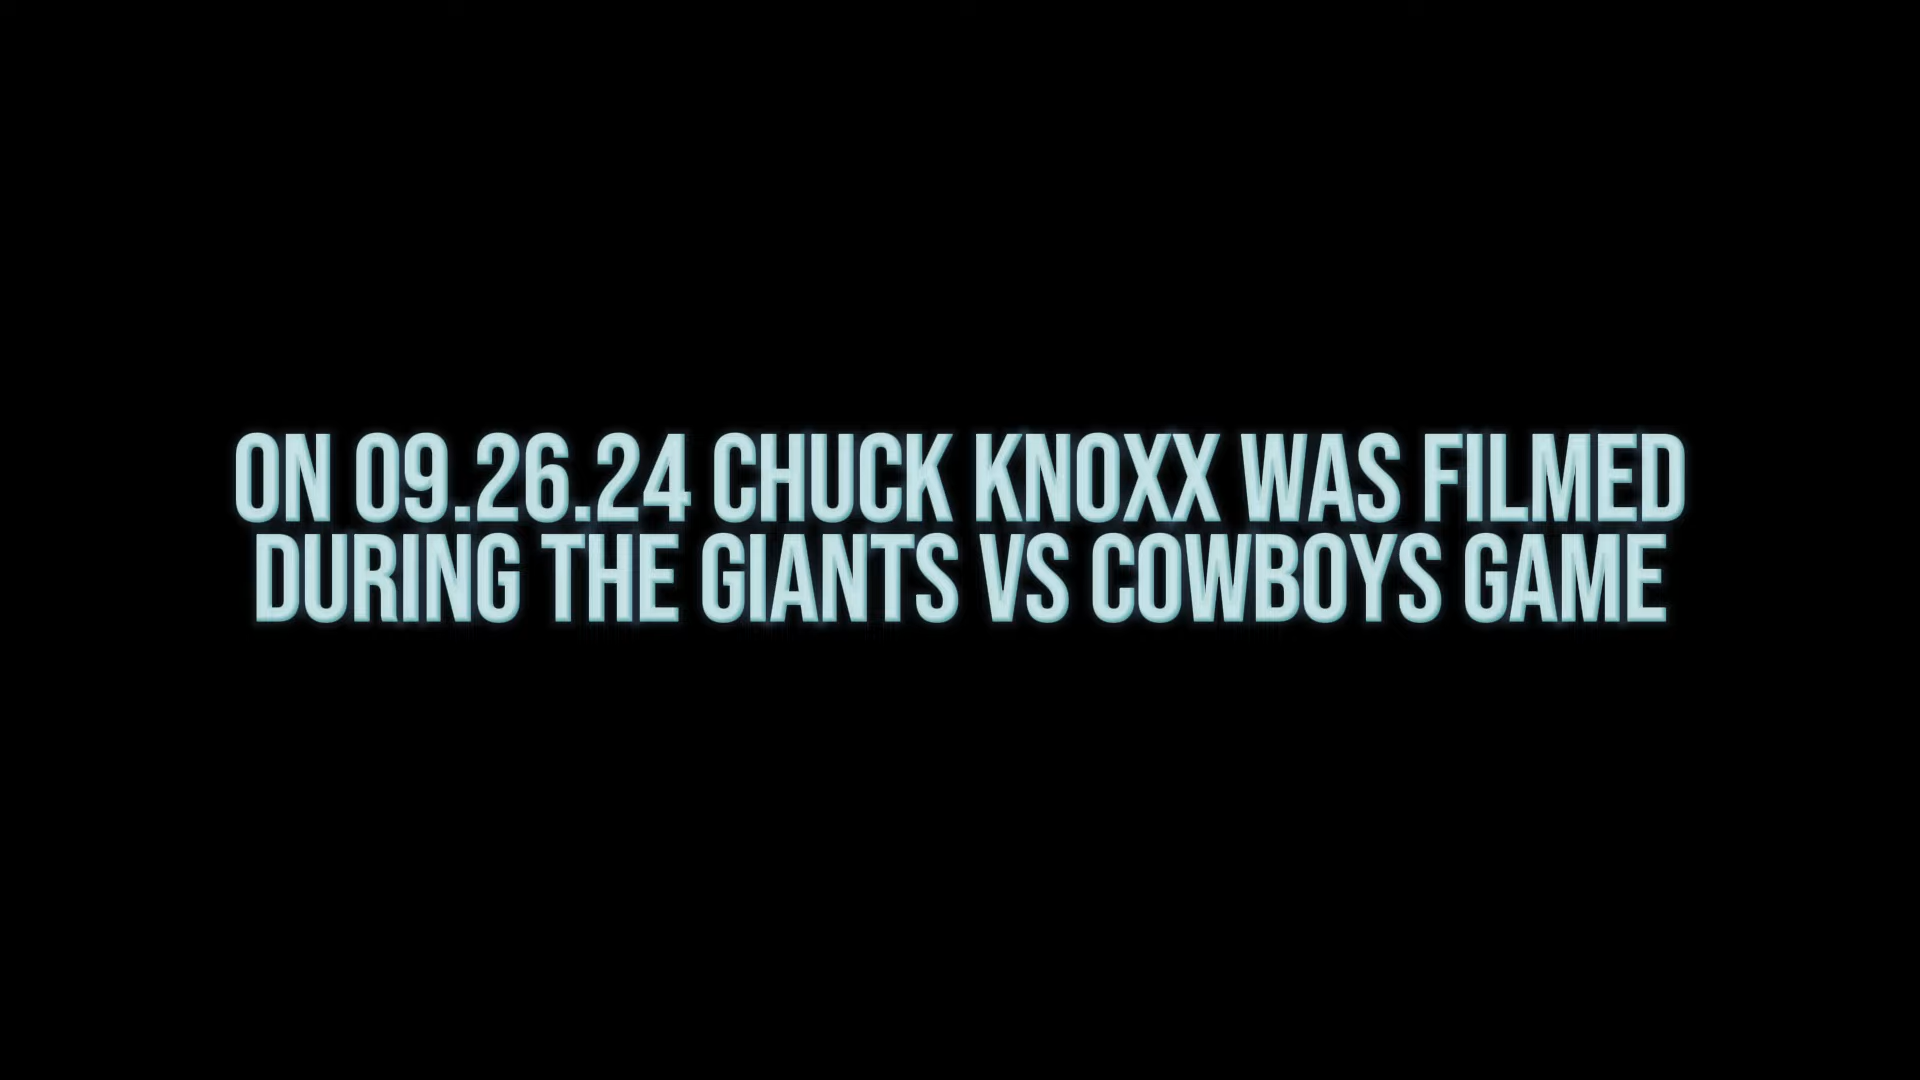 ON 09.26.24 CHUCK KNOXX WAS FILMED
DURING THE GIANTS VS COWBOYS GAME